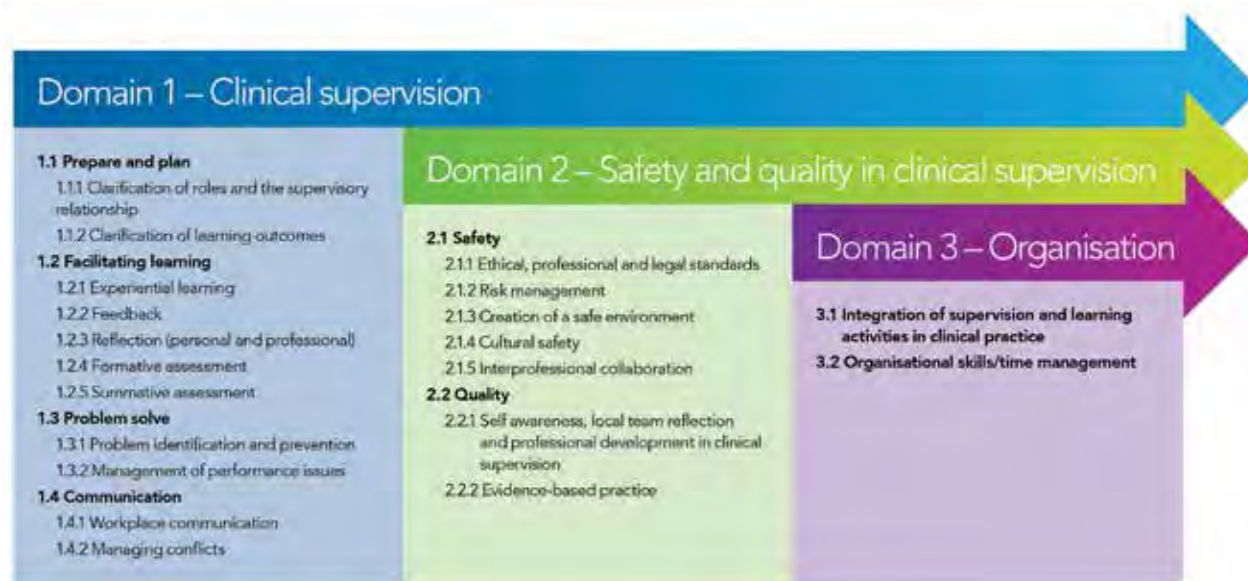 Domain 1 – Clinical supervision
1.1 Prepare and plan
1.1.1 Clarification of roles and the supervisory
relationship
1.1.2 Clarification of learning outcomes
1.2 Facilitating learning
1.2.1 Experiential learning
1.2.2 Feedback
1.2.3 Reflection (personal and professional)
1.2.4 Formative assessment
1.2.5 Summative assessment
1.3 Problem solve
1.3.1 Problem identification and prevention
1.3.2 Management of performance issues
1.4 Communication
1.4.1 Workplace communication
1.4.2 Managing conflicts
Domain 2 – Safety and quality in clinical supervision
2.1 Safety
2.1.1 Ethical, professional and legal standards
2.1.2 Risk management
2.1.3 Creation of a safe environment
2.1.4 Cultural safety
2.1.5 Interprofessional collaboration
2.2 Quality
2.2.1 Self awareness, local team reflection
and professional development in clinical
supervision
2.2.2 Evidence-based practice
Domain 3 – Organisation
3.1 Integration of supervision and learning
activities in clinical practice
3.2 Organisational skills/time management